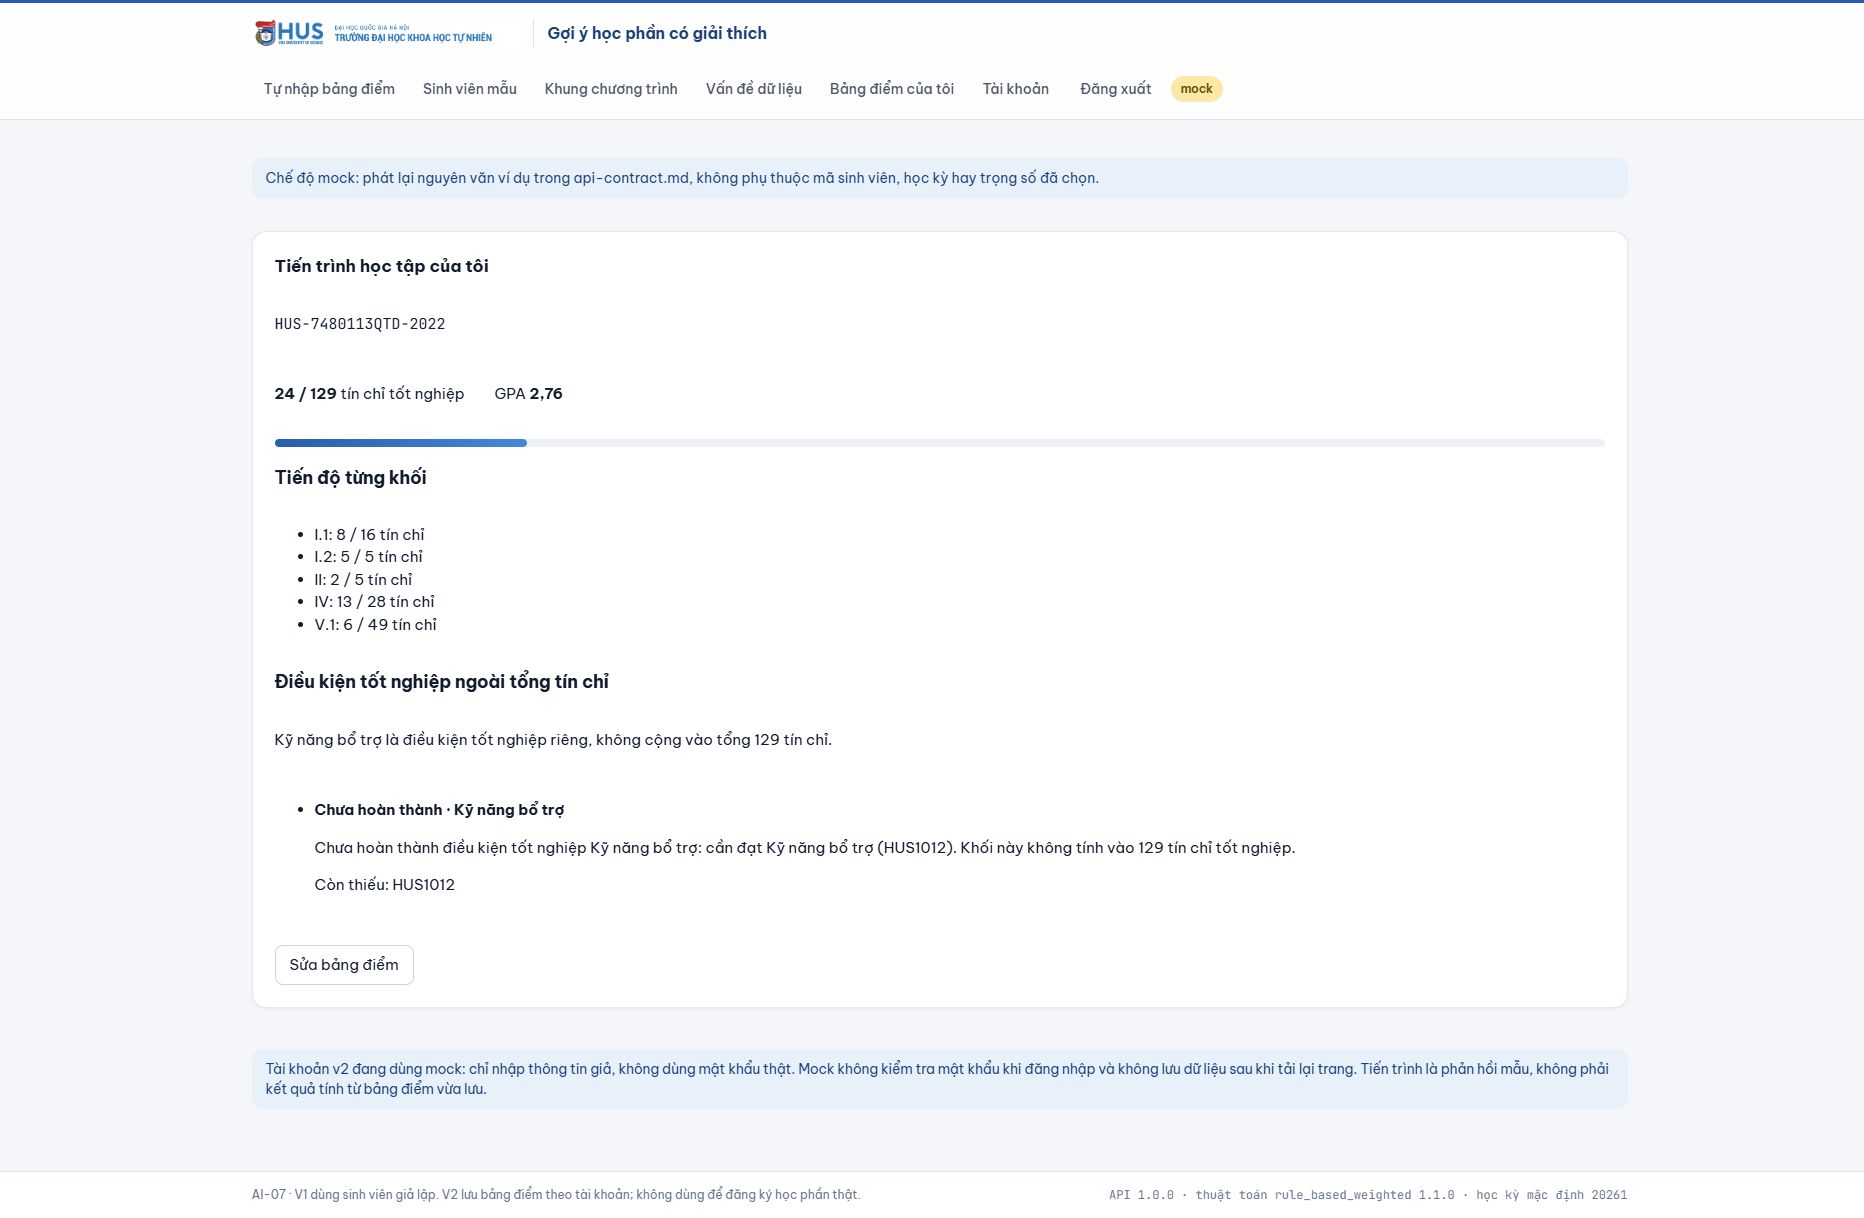 HUS
ĐẠI HỌC QUỐC GIA HÀ NỘI
TRƯỜNG ĐẠI HỌC KHOA HỌC TỰ NHIÊN
Gợi ý học phần có giải thích
Tự nhập bảng điểm Sinh viên mẫu Khung chương trình Vấn đề dữ liệu Bảng điểm của tôi Tài khoản Đăng xuất mock
Chế độ mock: phát lại nguyên văn ví dụ trong api-contract.md, không phụ thuộc mã sinh viên, học kỳ hay trọng số đã chọn.
Tiến trình học tập của tôi
HUS-7480113QTD-2022
24 / 129 tín chỉ tốt nghiệp GPA 2,76
Tiến độ từng khối
• I.1: 8 / 16 tín chỉ
• I.2: 5 / 5 tín chỉ
• II: 2 / 5 tín chỉ
• IV: 13 / 28 tín chỉ
• V.1: 6 / 49 tín chỉ
Điều kiện tốt nghiệp ngoài tổng tín chỉ
Kỹ năng bổ trợ là điều kiện tốt nghiệp riêng, không cộng vào tổng 129 tín chỉ.
• Chưa hoàn thành · Kỹ năng bổ trợ
Chưa hoàn thành điều kiện tốt nghiệp Kỹ năng bổ trợ: cần đạt Kỹ năng bổ trợ (HUS1012). Khối này không tính vào 129 tín chỉ tốt nghiệp.
Còn thiếu: HUS1012
Sửa bảng điểm
Tài khoản v2 đang dùng mock: chỉ nhập thông tin giả, không dùng mật khẩu thật. Mock không kiểm tra mật khẩu khi đăng nhập và không lưu dữ liệu sau khi tải lại trang. Tiến trình là phản hồi mẫu, không phải
kết quả tính từ bảng điểm vừa lưu.
AI-07 · V1 dùng sinh viên giả lập. V2 lưu bảng điểm theo tài khoản; không dùng để đăng ký học phần thật.
API 1.0.0 · thuật toán rule_based_weighted 1.1.0 · học kỳ mặc định 20261